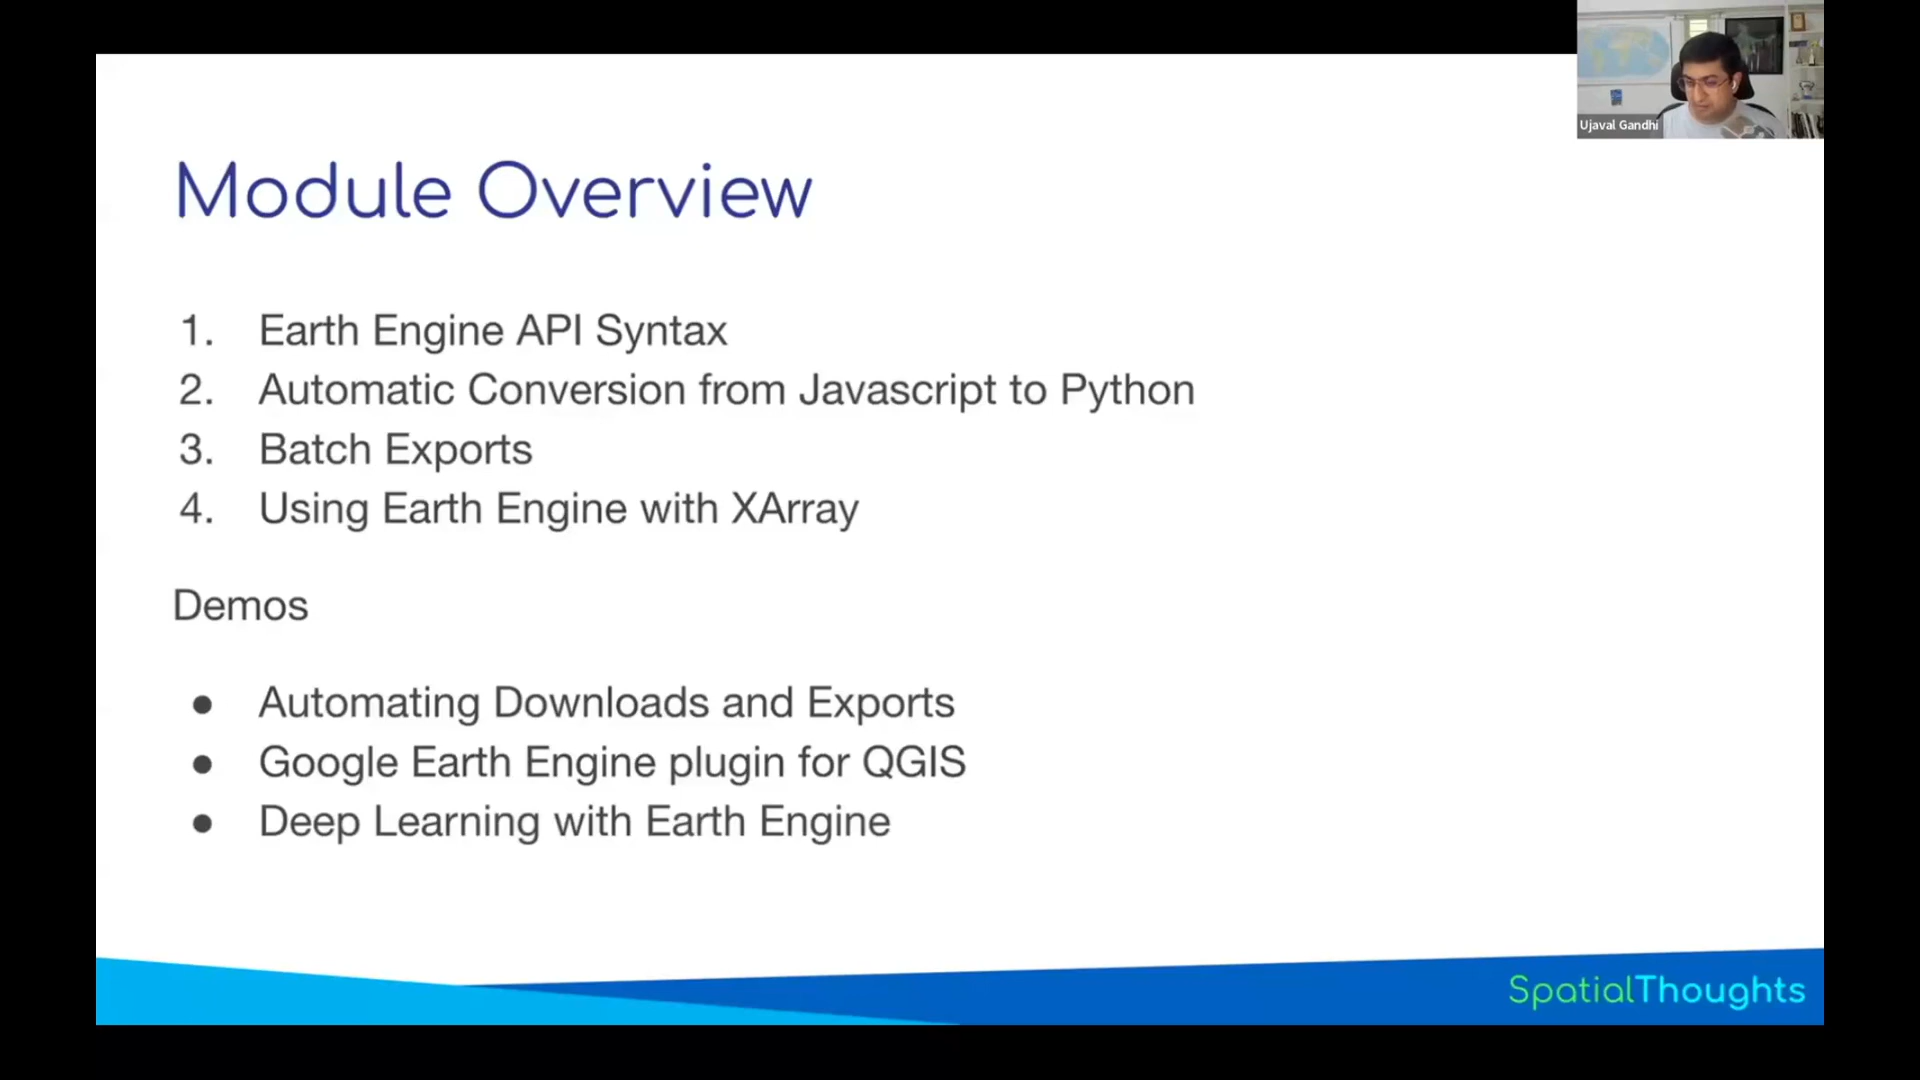 Ujaval Gandhi
Module Overview
1. Earth Engine API Syntax
2. Automatic Conversion from Javascript to Python
3. Batch Exports
4. Using Earth Engine with XArray
Demos
● Automating Downloads and Exports
● Google Earth Engine plugin for QGIS
● Deep Learning with Earth Engine
SpatialThoughts